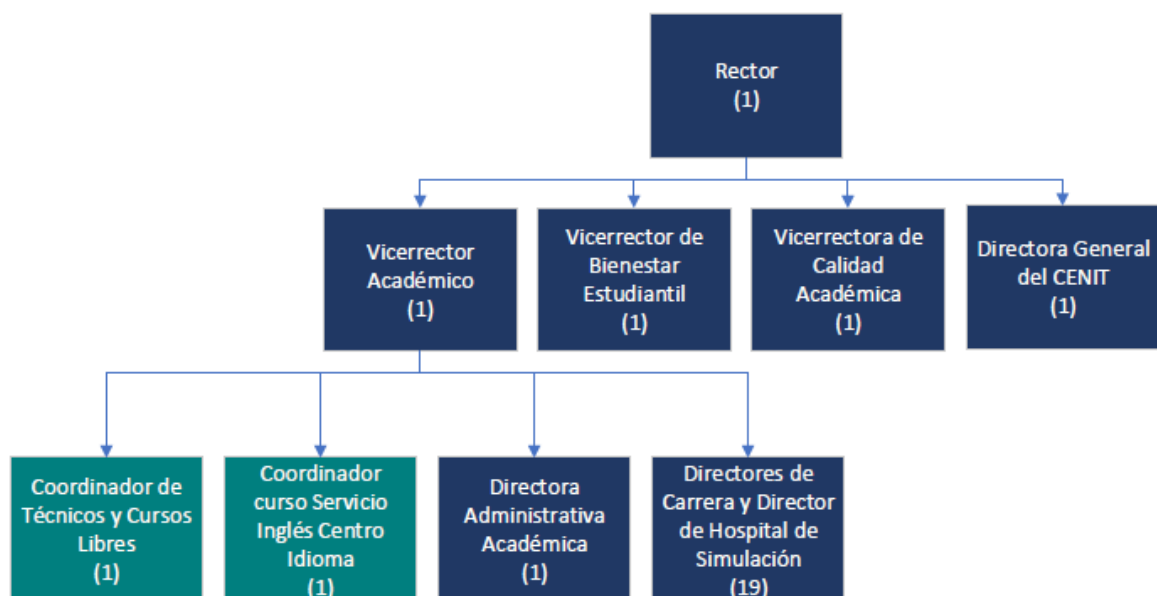 Rector
(1)
Vicerrector
Académico
(1)
Vicerrector de
Bienestar
Estudiantil
(1)
Vicerrectora de
Calidad
Académica
(1)
Directora General
del CENIT
(1)
Coordinador de
Técnicos y Cursos
Libres
(1)
Coordinador
curso Servicio
Inglés Centro
Idioma
(1)
Directora
Administrativa
Académica
(1)
Directores de
Carrera y Director
de Hospital de
Simulación
(19)